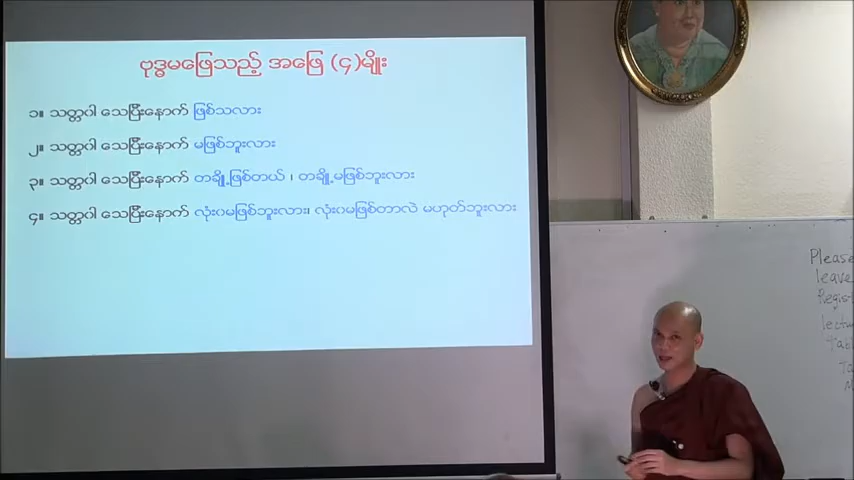 ဗုဒ္ဓမဖြေသည့် အဖြေ (၄)မျိုး
၁။ သတ္တဝါ သေပြီးနောက် ဖြစ်သလား
၂။ သတ္တဝါ သေပြီးနောက် မဖြစ်ဘူးလား
၃။ သတ္တဝါ သေပြီးနောက် တချို့ဖြစ်တယ် ၊ တချို့မဖြစ်ဘူးလား
၄။ သတ္တဝါ သေပြီးနောက် လုံးဝမဖြစ်ဘူးလား၊ လုံးဝမဖြစ်တာလဲ မဟုတ်ဘူးလား
Please
leave